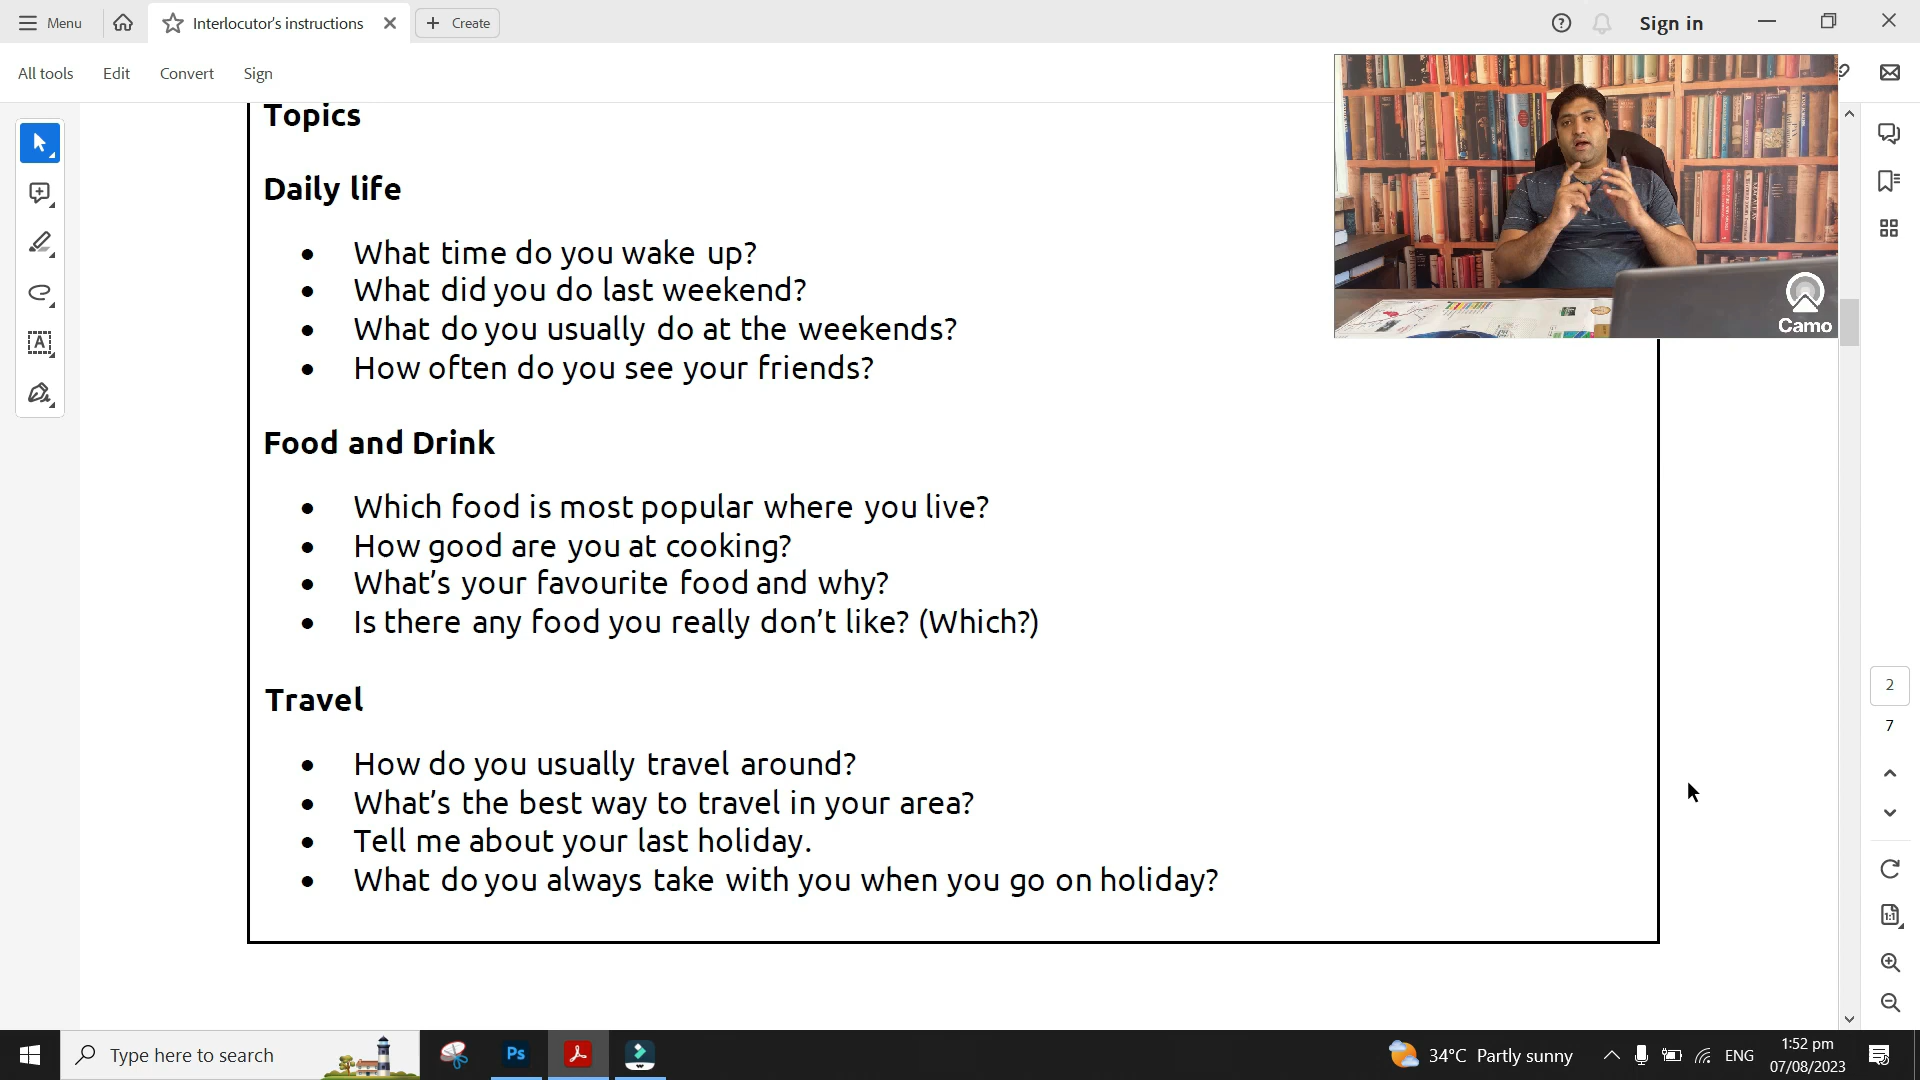 Menu
Interlocutor's instructions
Create
Sign in
All tools
Edit
Convert
Sign
Topics
Daily life
• What time do you wake up?
• What did you do last weekend?
• What do you usually do at the weekends?
• How often do you see your friends?
Food and Drink
• Which food is most popular where you live?
• How good are you at cooking?
• What's your favourite food and why?
• Is there any food you really don't like? (Which?)
Travel
• How do you usually travel around?
• What's the best way to travel in your area?
• Tell me about your last holiday.
• What do you always take with you when you go on holiday?
Camo
2
7
Type here to search
Ps
34°C Partly sunny
ENG
1:52 pm
07/08/2023